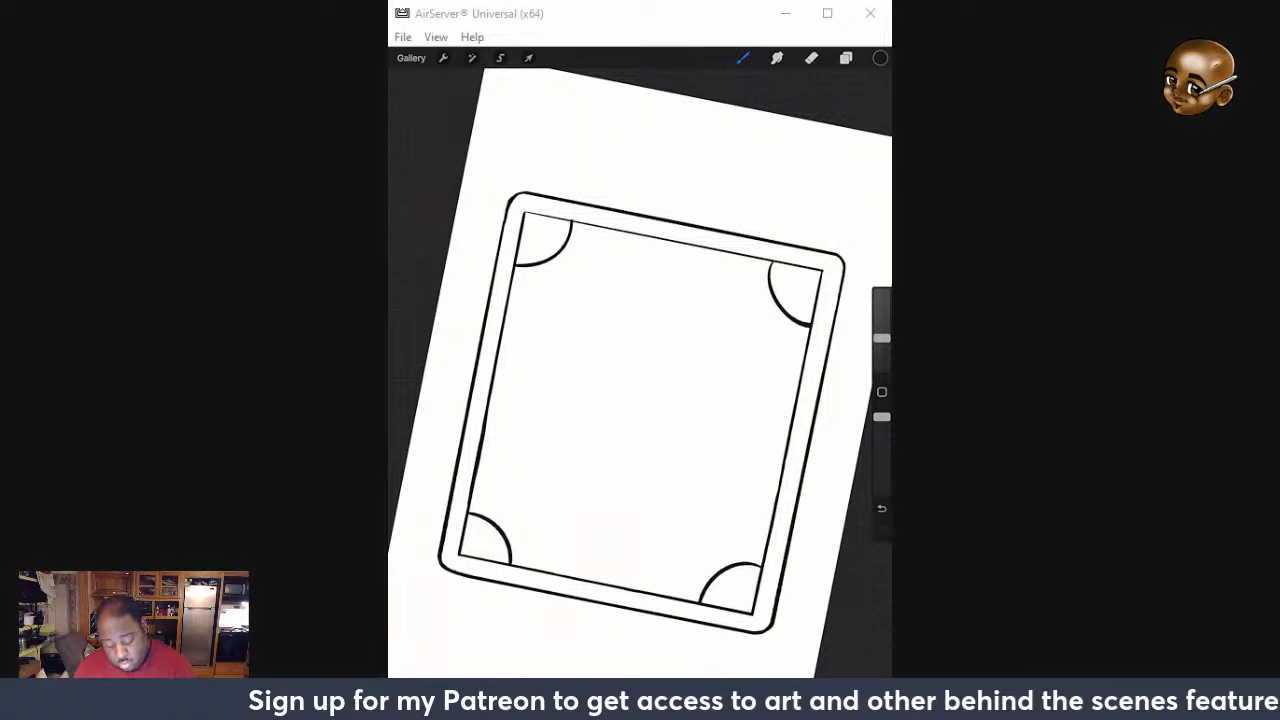 AirServer® Universal (x64)
File View Help
Gallery
Sign up for my Patreon to get access to art and other behind the scenes feature